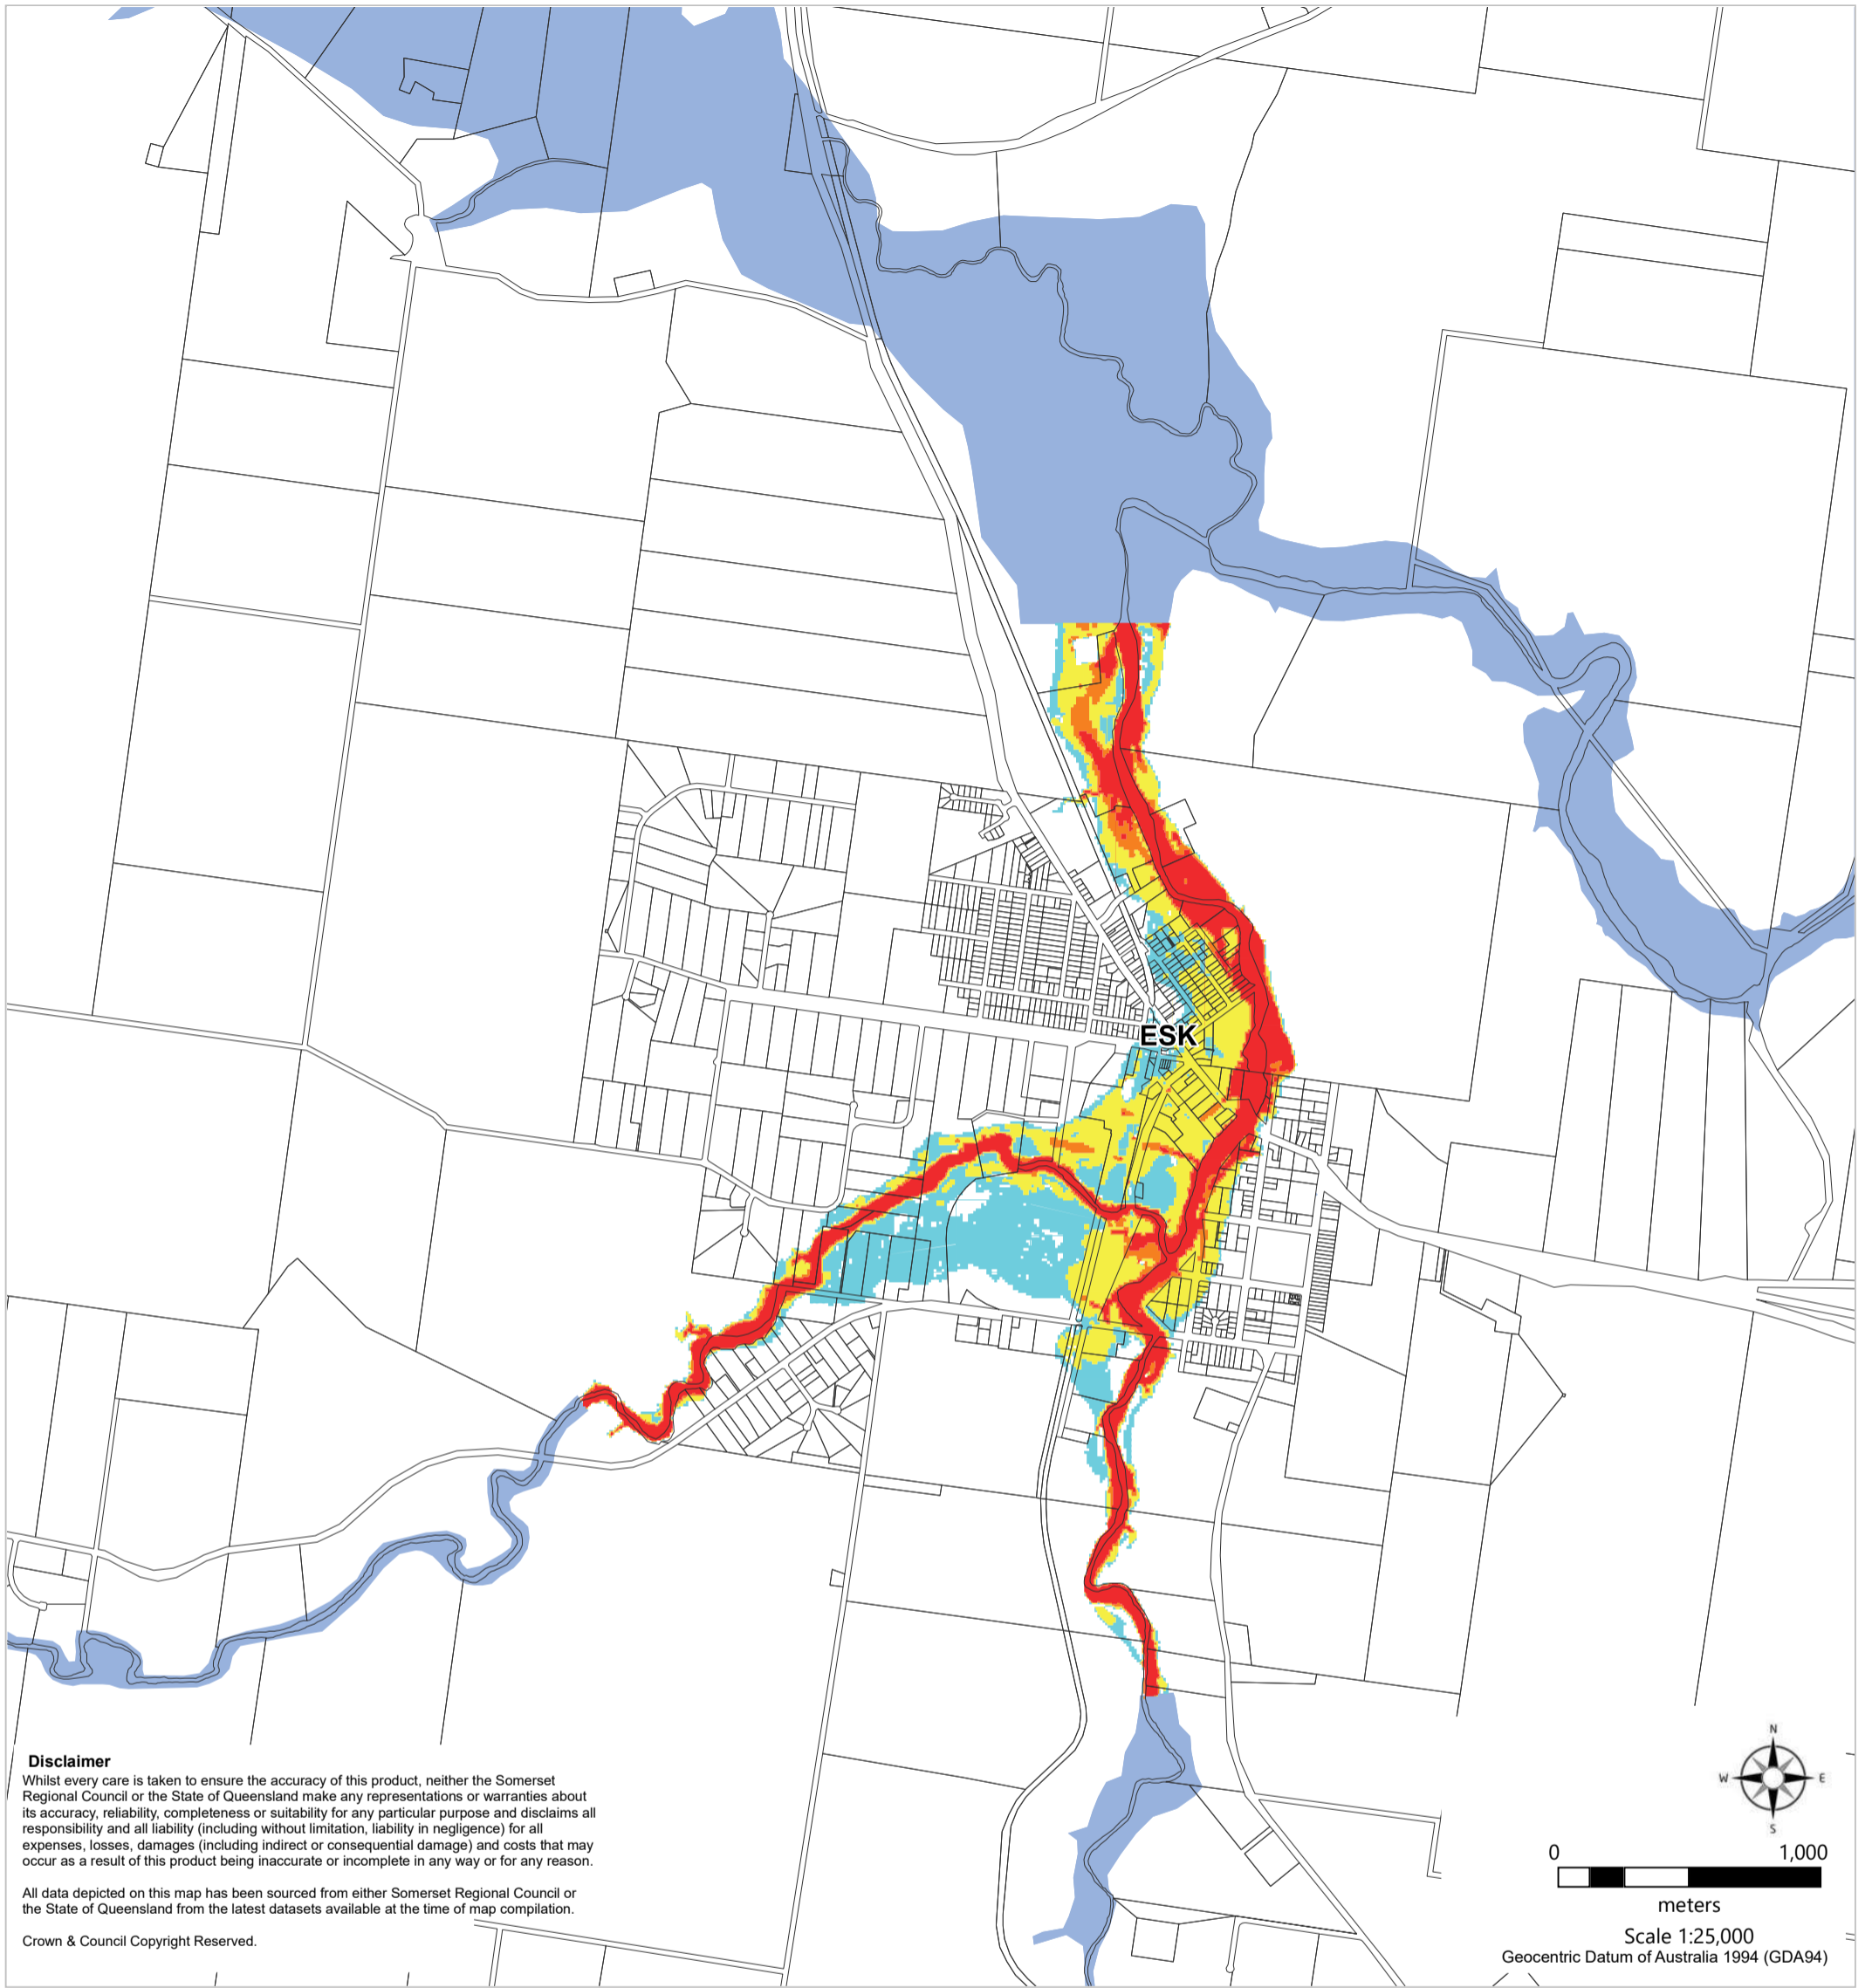 ESK
Disclaimer
Whilst every care is taken to ensure the accuracy of this product, neither the Somerset
Regional Council or the State of Queensland make any representations or warranties about
its accuracy, reliability, completeness or suitability for any particular purpose and disclaims all
responsibility and all liability (including without limitation, liability in negligence) for all
expenses, losses, damages (including indirect or consequential damage) and costs that may
occur as a result of this product being inaccurate or incomplete in any way or for any reason.
All data depicted on this map has been sourced from either Somerset Regional Council or
the State of Queensland from the latest datasets available at the time of map compilation.
Crown & Council Copyright Reserved.
N
W E
S
0 1,000
meters
Scale 1:25,000
Geocentric Datum of Australia 1994 (GDA94)